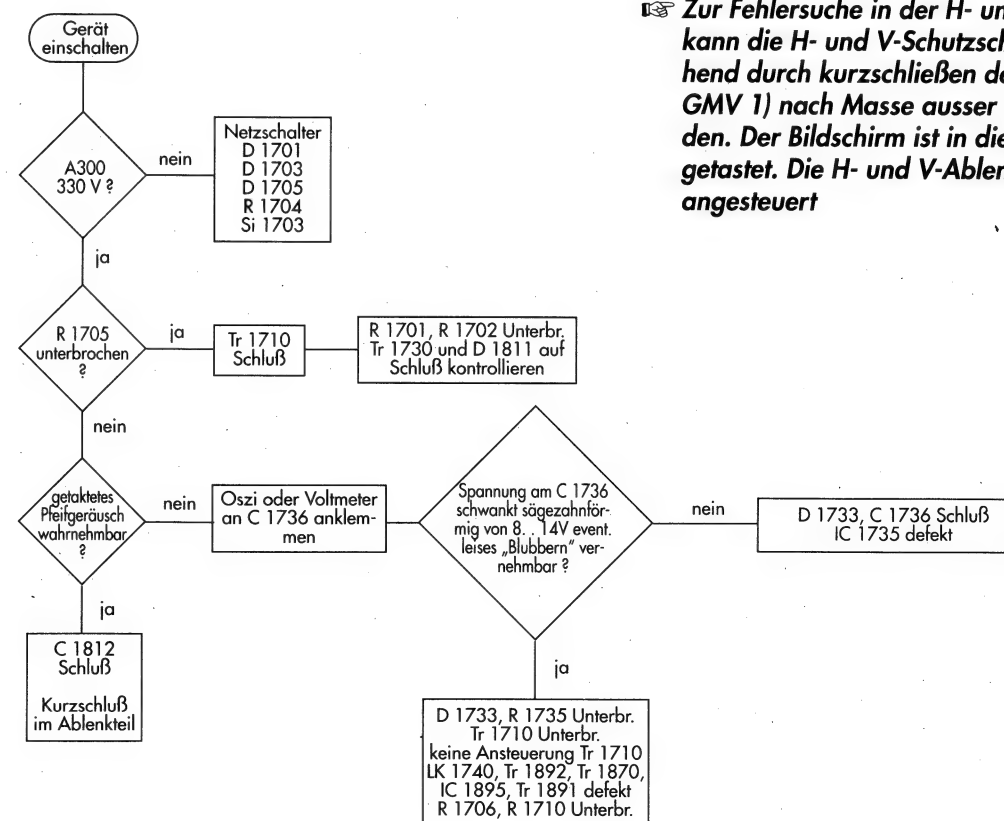 Gerät
einschalten
Zur Fehlersuche in der H- un
kann die H- und V-Schutzsch
hend durch kurzschließen de
GMV 1) nach Masse ausser
den. Der Bildschirm ist in die
getastet. Die H- und V-Ablen
angesteuert
A300
330 V ?
nein
Netzschalter
D 1701
D 1703
D 1705
R 1704
Si 1703
ja
R 1705
unterbrochen
?
ja
Tr 1710
Schluß
R 1701, R 1702 Unterbr.
Tr 1730 und D 1811 auf
Schluß kontrollieren
nein
getaktetes
Pfeifgeräusch
wahrnehmbar
?
nein
Oszi oder Voltmeter
an C 1736 anklem-
men
Spannung am C 1736
schwankt sägezahnför-
mig von 8. . 14V event.
leises „Blubbern" ver-
nehmbar ?
nein
D 1733, C 1736 Schluß
IC 1735 defekt
ja
C 1812
Schluß
Kurzschluß
im Ablenkteil
ja
D 1733, R 1735 Unterbr.
Tr 1710 Unterbr.
keine Ansteuerung Tr 1710
LK 1740, Tr 1892, Tr 1870,
IC 1895, Tr 1891 defekt
R 1706, R 1710 Unterbr.